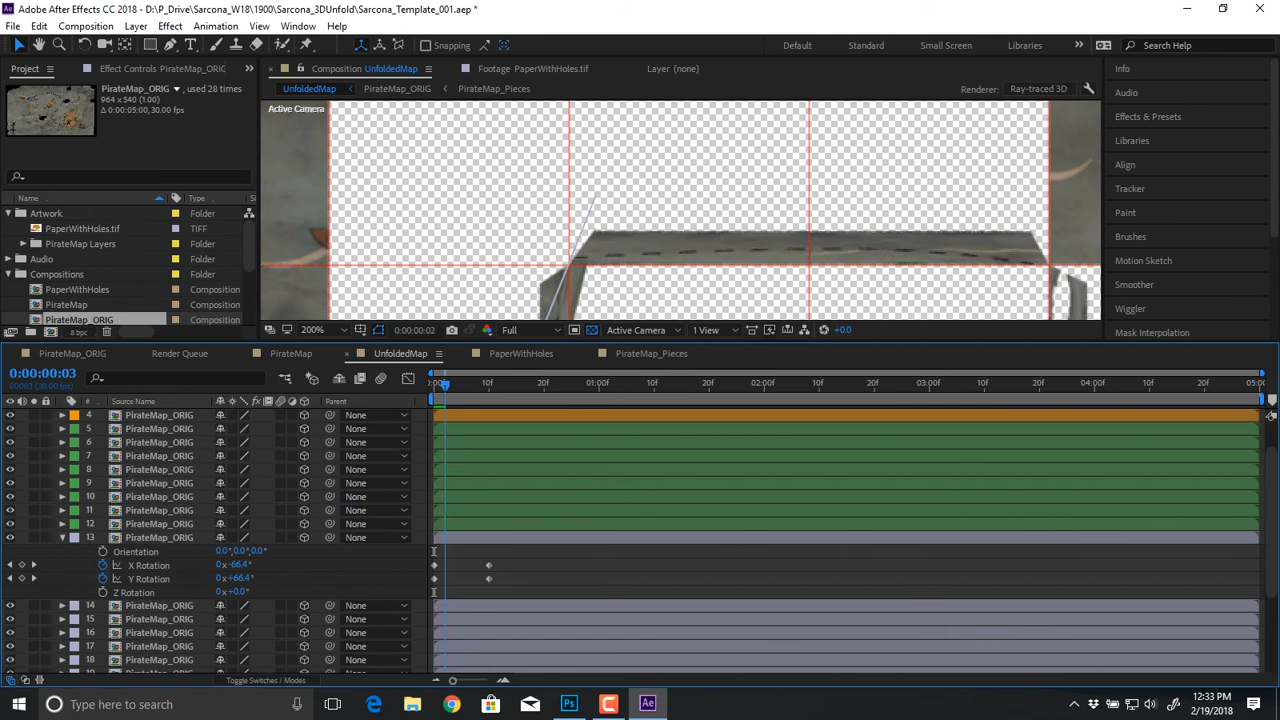 Adobe After Effects CC 2018 - D:\P_Drive\Sarcona_W18\1900\Sarcona_3DUnfold\Sarcona_Template_001.aep *
File Edit Composition Layer Effect Animation View Window Help
Snapping Default Standard Small Screen Libraries Search Help
Project Effect Controls PirateMap_ORIG Composition UnfoldedMap Footage PaperWithHoles.tif Layer (none) Info
PirateMap_ORIG , used 28 times UnfoldedMap PirateMap_ORIG PirateMap_Pieces Renderer: Ray-traced 3D Audio
964 x 540 (1.00)
Δ 0:00:05:00, 30.00
Active Camera
Effects & Presets
Libraries
Align
Tracker
Name Type
Artwork Folder Paint
PaperWithHoles.tif TIFF
PirateMap Layers Folder Brushes
Audio Folder Motion Sketch
Compositions Folder
PaperWithHoles Composition Smoother
PirateMap Composition Wiggler
PirateMap_ORIG Composition
8 bpc 200% 0:00:00:02 Full Active Camera 1 View +0.0 Mask Interpolation
PirateMap_ORIG Render Queue PirateMap UnfoldedMap PaperWithHoles PirateMap_Pieces
0:00:00:03
00003 (30.00 fps)
10f 20f 01:00f 10f 20f 02:00f 10f 20f 03:00f 10f 20f 04:00f 10f 20f
# Source Name Parent
4 PirateMap_ORIG None
5 PirateMap_ORIG None
6 PirateMap_ORIG None
7 PirateMap_ORIG None
8 PirateMap_ORIG None
9 PirateMap_ORIG None
10 PirateMap_ORIG None
11 PirateMap_ORIG None
12 PirateMap_ORIG None
13 PirateMap_ORIG None
Orientation 0.0°,0.0°,0.0°
X Rotation 0x-66.4°
Y Rotation 0x+66.4°
Z Rotation 0x+0.0°
14 PirateMap_ORIG None
15 PirateMap_ORIG None
16 PirateMap_ORIG None
17 PirateMap_ORIG None
18 PirateMap_ORIG None
Toggle Switches / Modes
Type here to search 12:33 PM
2/19/2018